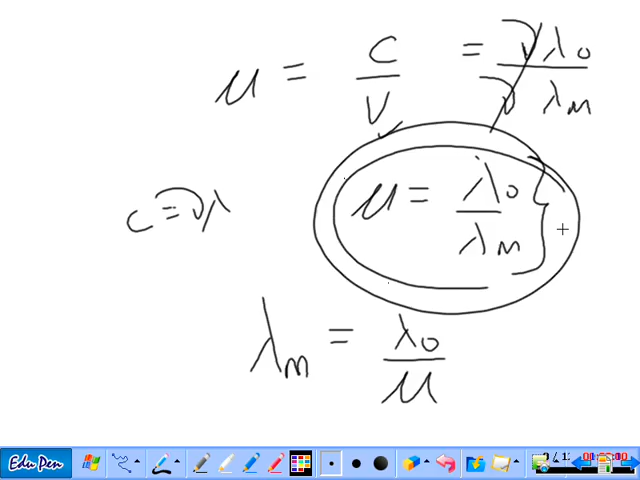 μ = c/v = νλ₀/νλₘ
μ = λ₀/λₘ
c = νλ
λₘ = λ₀/μ
Edu Pen